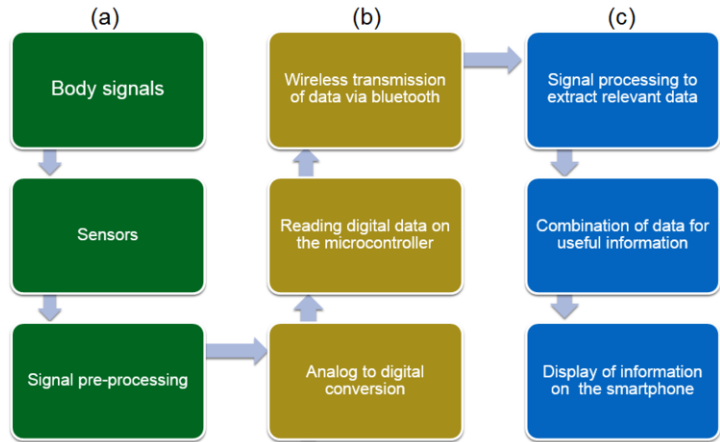 (a)
Body signals
Sensors
Signal pre-processing
(b)
Wireless transmission
of data via bluetooth
Reading digital data on
the microcontroller
Analog to digital
conversion
(c)
Signal processing to
extract relevant data
Combination of data for
useful information
Display of information
on the smartphone